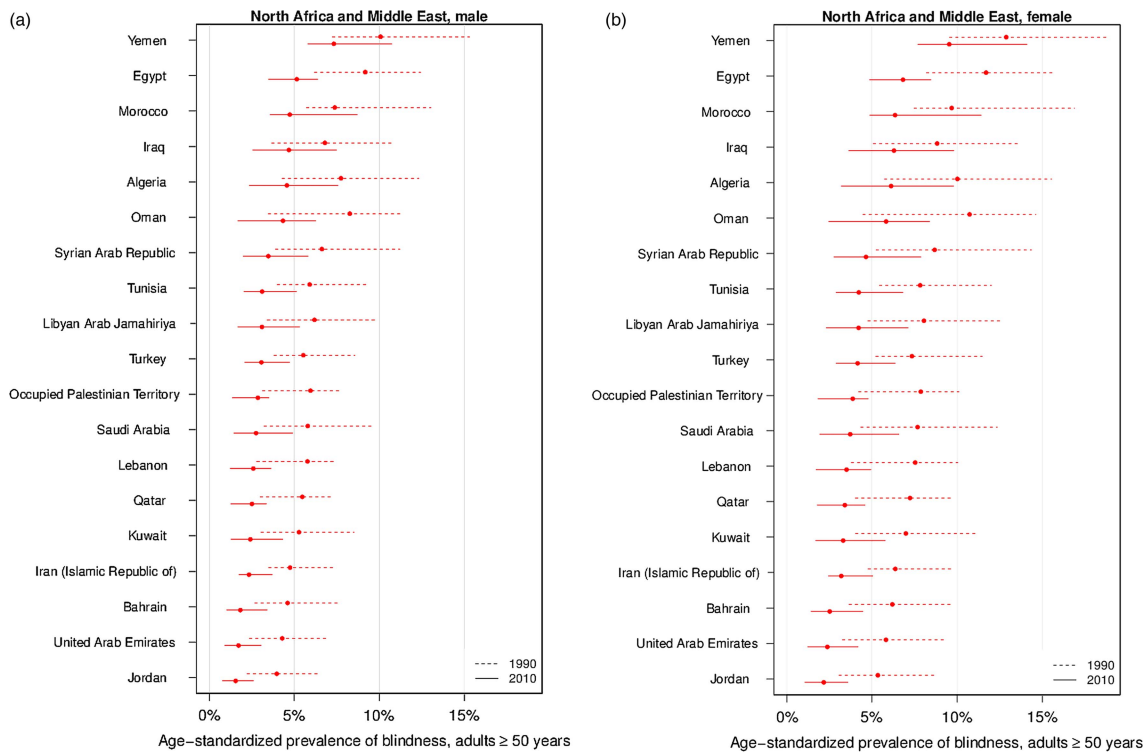 (a)
North Africa and Middle East, male
Yemen
Egypt
Morocco
Iraq
Algeria
Oman
Syrian Arab Republic
Tunisia
Libyan Arab Jamahiriya
Turkey
Occupied Palestinian Territory
Saudi Arabia
Lebanon
Qatar
Kuwait
Iran (Islamic Republic of)
Bahrain
United Arab Emirates
Jordan
1990
2010
0% 5% 10% 15%
Age−standardized prevalence of blindness, adults ≥ 50 years
(b)
North Africa and Middle East, female
Yemen
Egypt
Morocco
Iraq
Algeria
Oman
Syrian Arab Republic
Tunisia
Libyan Arab Jamahiriya
Turkey
Occupied Palestinian Territory
Saudi Arabia
Lebanon
Qatar
Kuwait
Iran (Islamic Republic of)
Bahrain
United Arab Emirates
Jordan
1990
2010
0% 5% 10% 15%
Age−standardized prevalence of blindness, adults ≥ 50 years